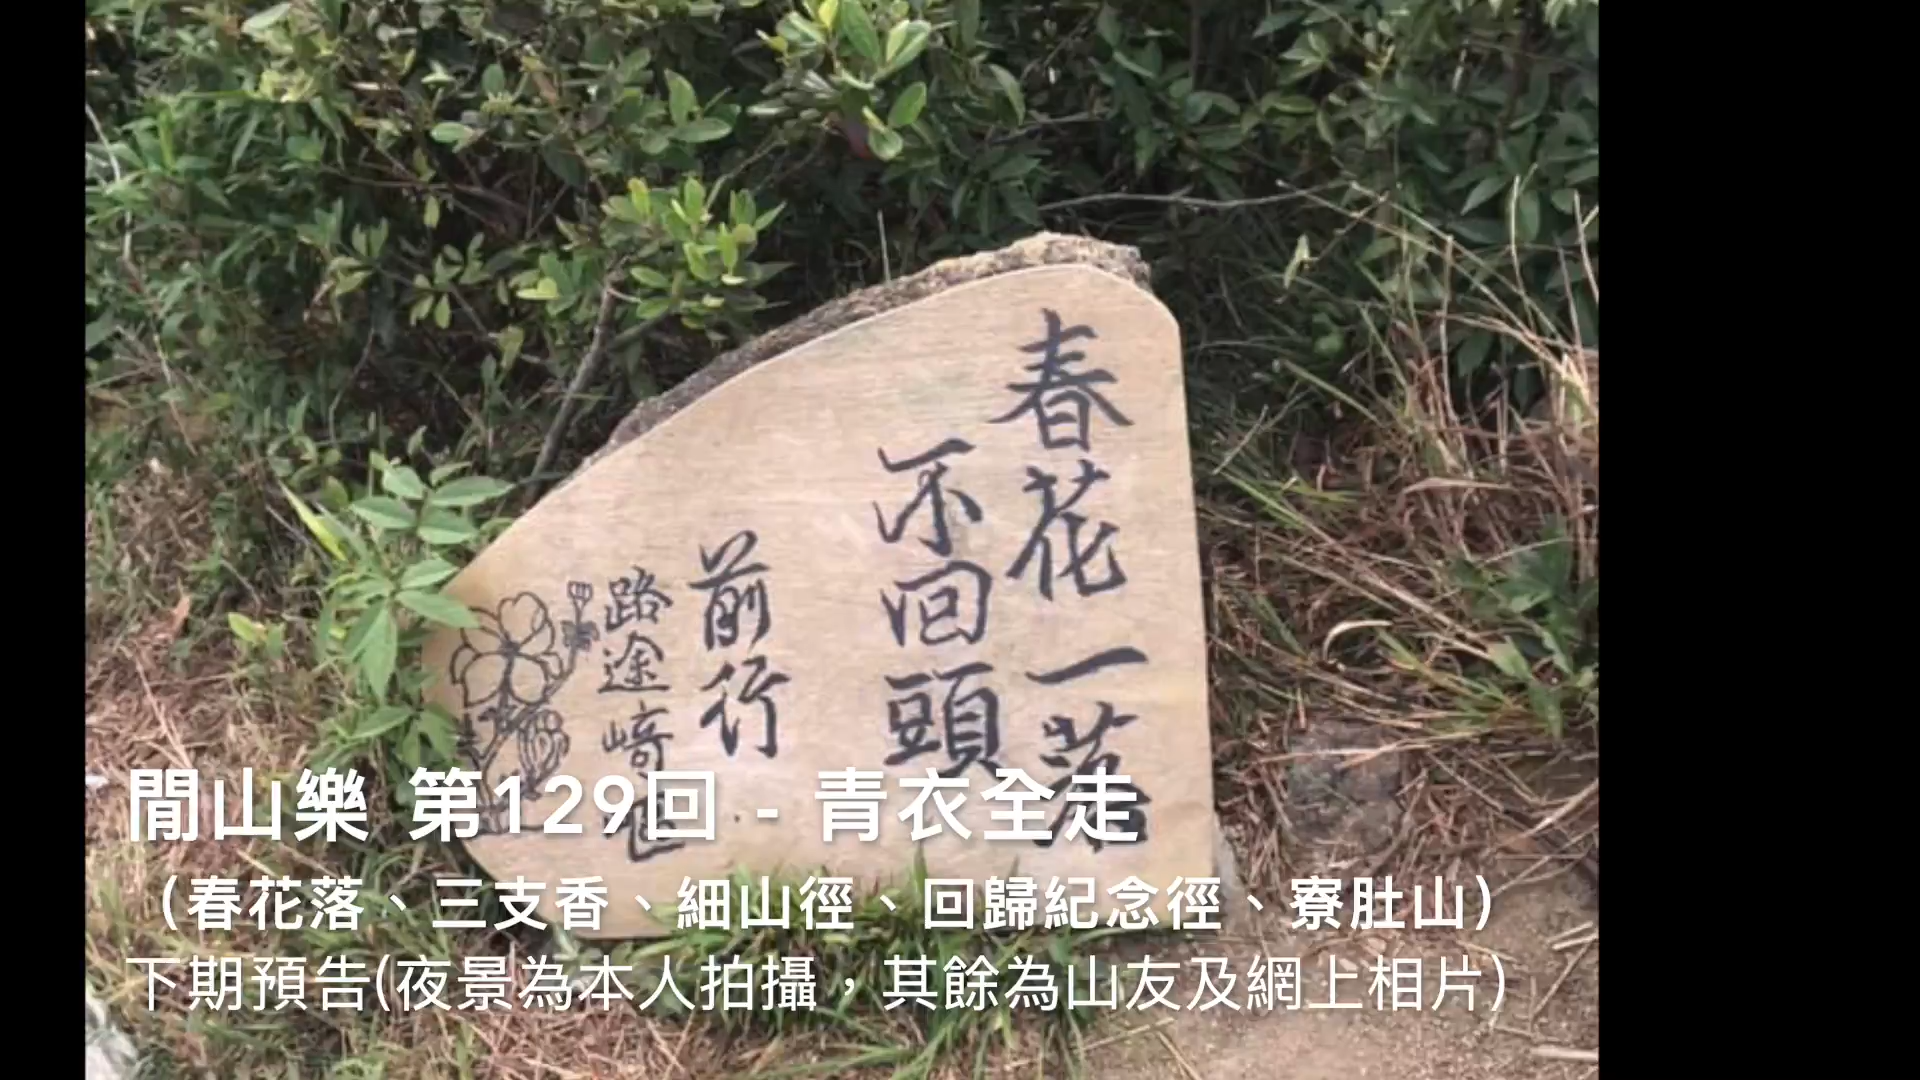 春花一落
不回頭
前行
路途崎
閒山樂 第129回 - 青衣全走
（春花落、三支香、細山徑、回歸紀念徑、寮肚山）
下期預告(夜景為本人拍攝，其餘為山友及網上相片)